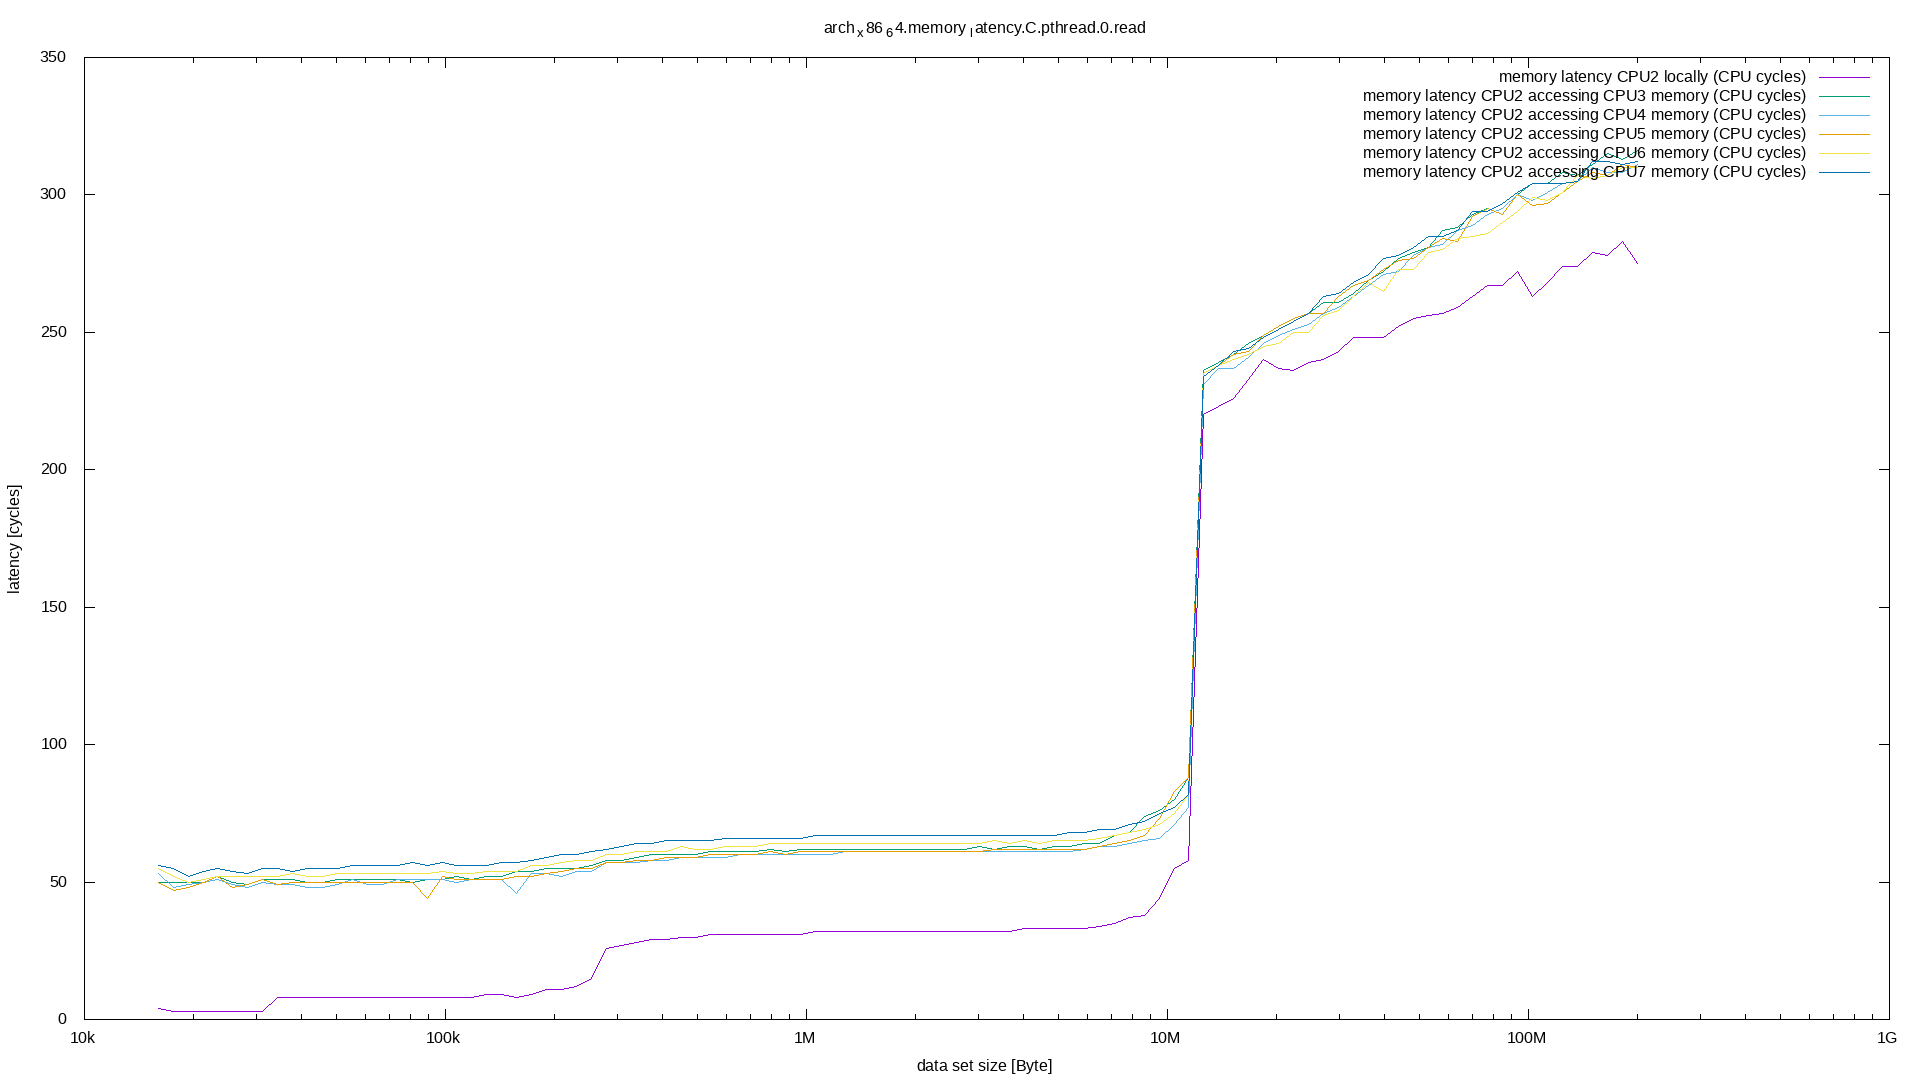 arch x 86 6 4.memory l atency.C.pthread.0.read
350
300
250
200
150
100
50
0
latency [cycles]
memory latency CPU2 locally (CPU cycles)
memory latency CPU2 accessing CPU3 memory (CPU cycles)
memory latency CPU2 accessing CPU4 memory (CPU cycles)
memory latency CPU2 accessing CPU5 memory (CPU cycles)
memory latency CPU2 accessing CPU6 memory (CPU cycles)
memory latency CPU2 accessing CPU7 memory (CPU cycles)
10k 100k 1M 10M 100M 1G
data set size [Byte]